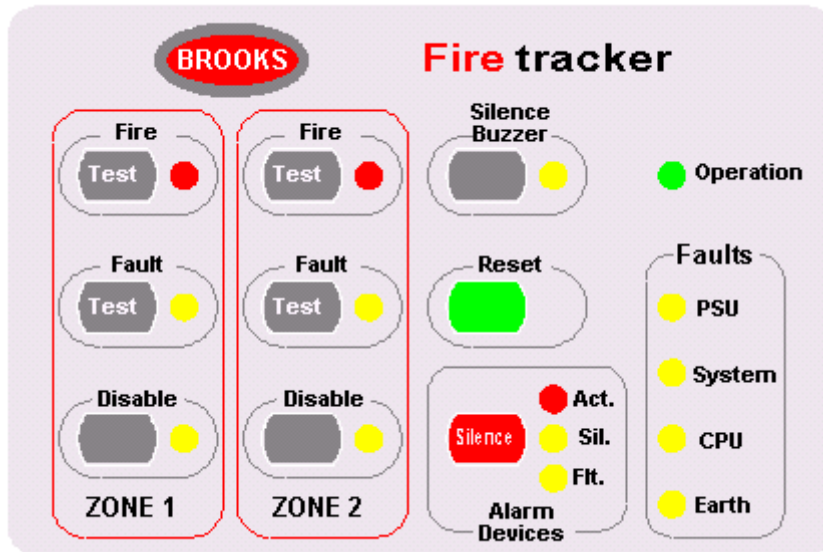 BROOKS
Fire tracker
Fire
Test
Fault
Test
Disable
ZONE 1
Fire
Test
Fault
Test
Disable
ZONE 2
Silence
Buzzer
Reset
Silence
Act.
Sil.
Flt.
Alarm
Devices
Operation
Faults
PSU
System
CPU
Earth